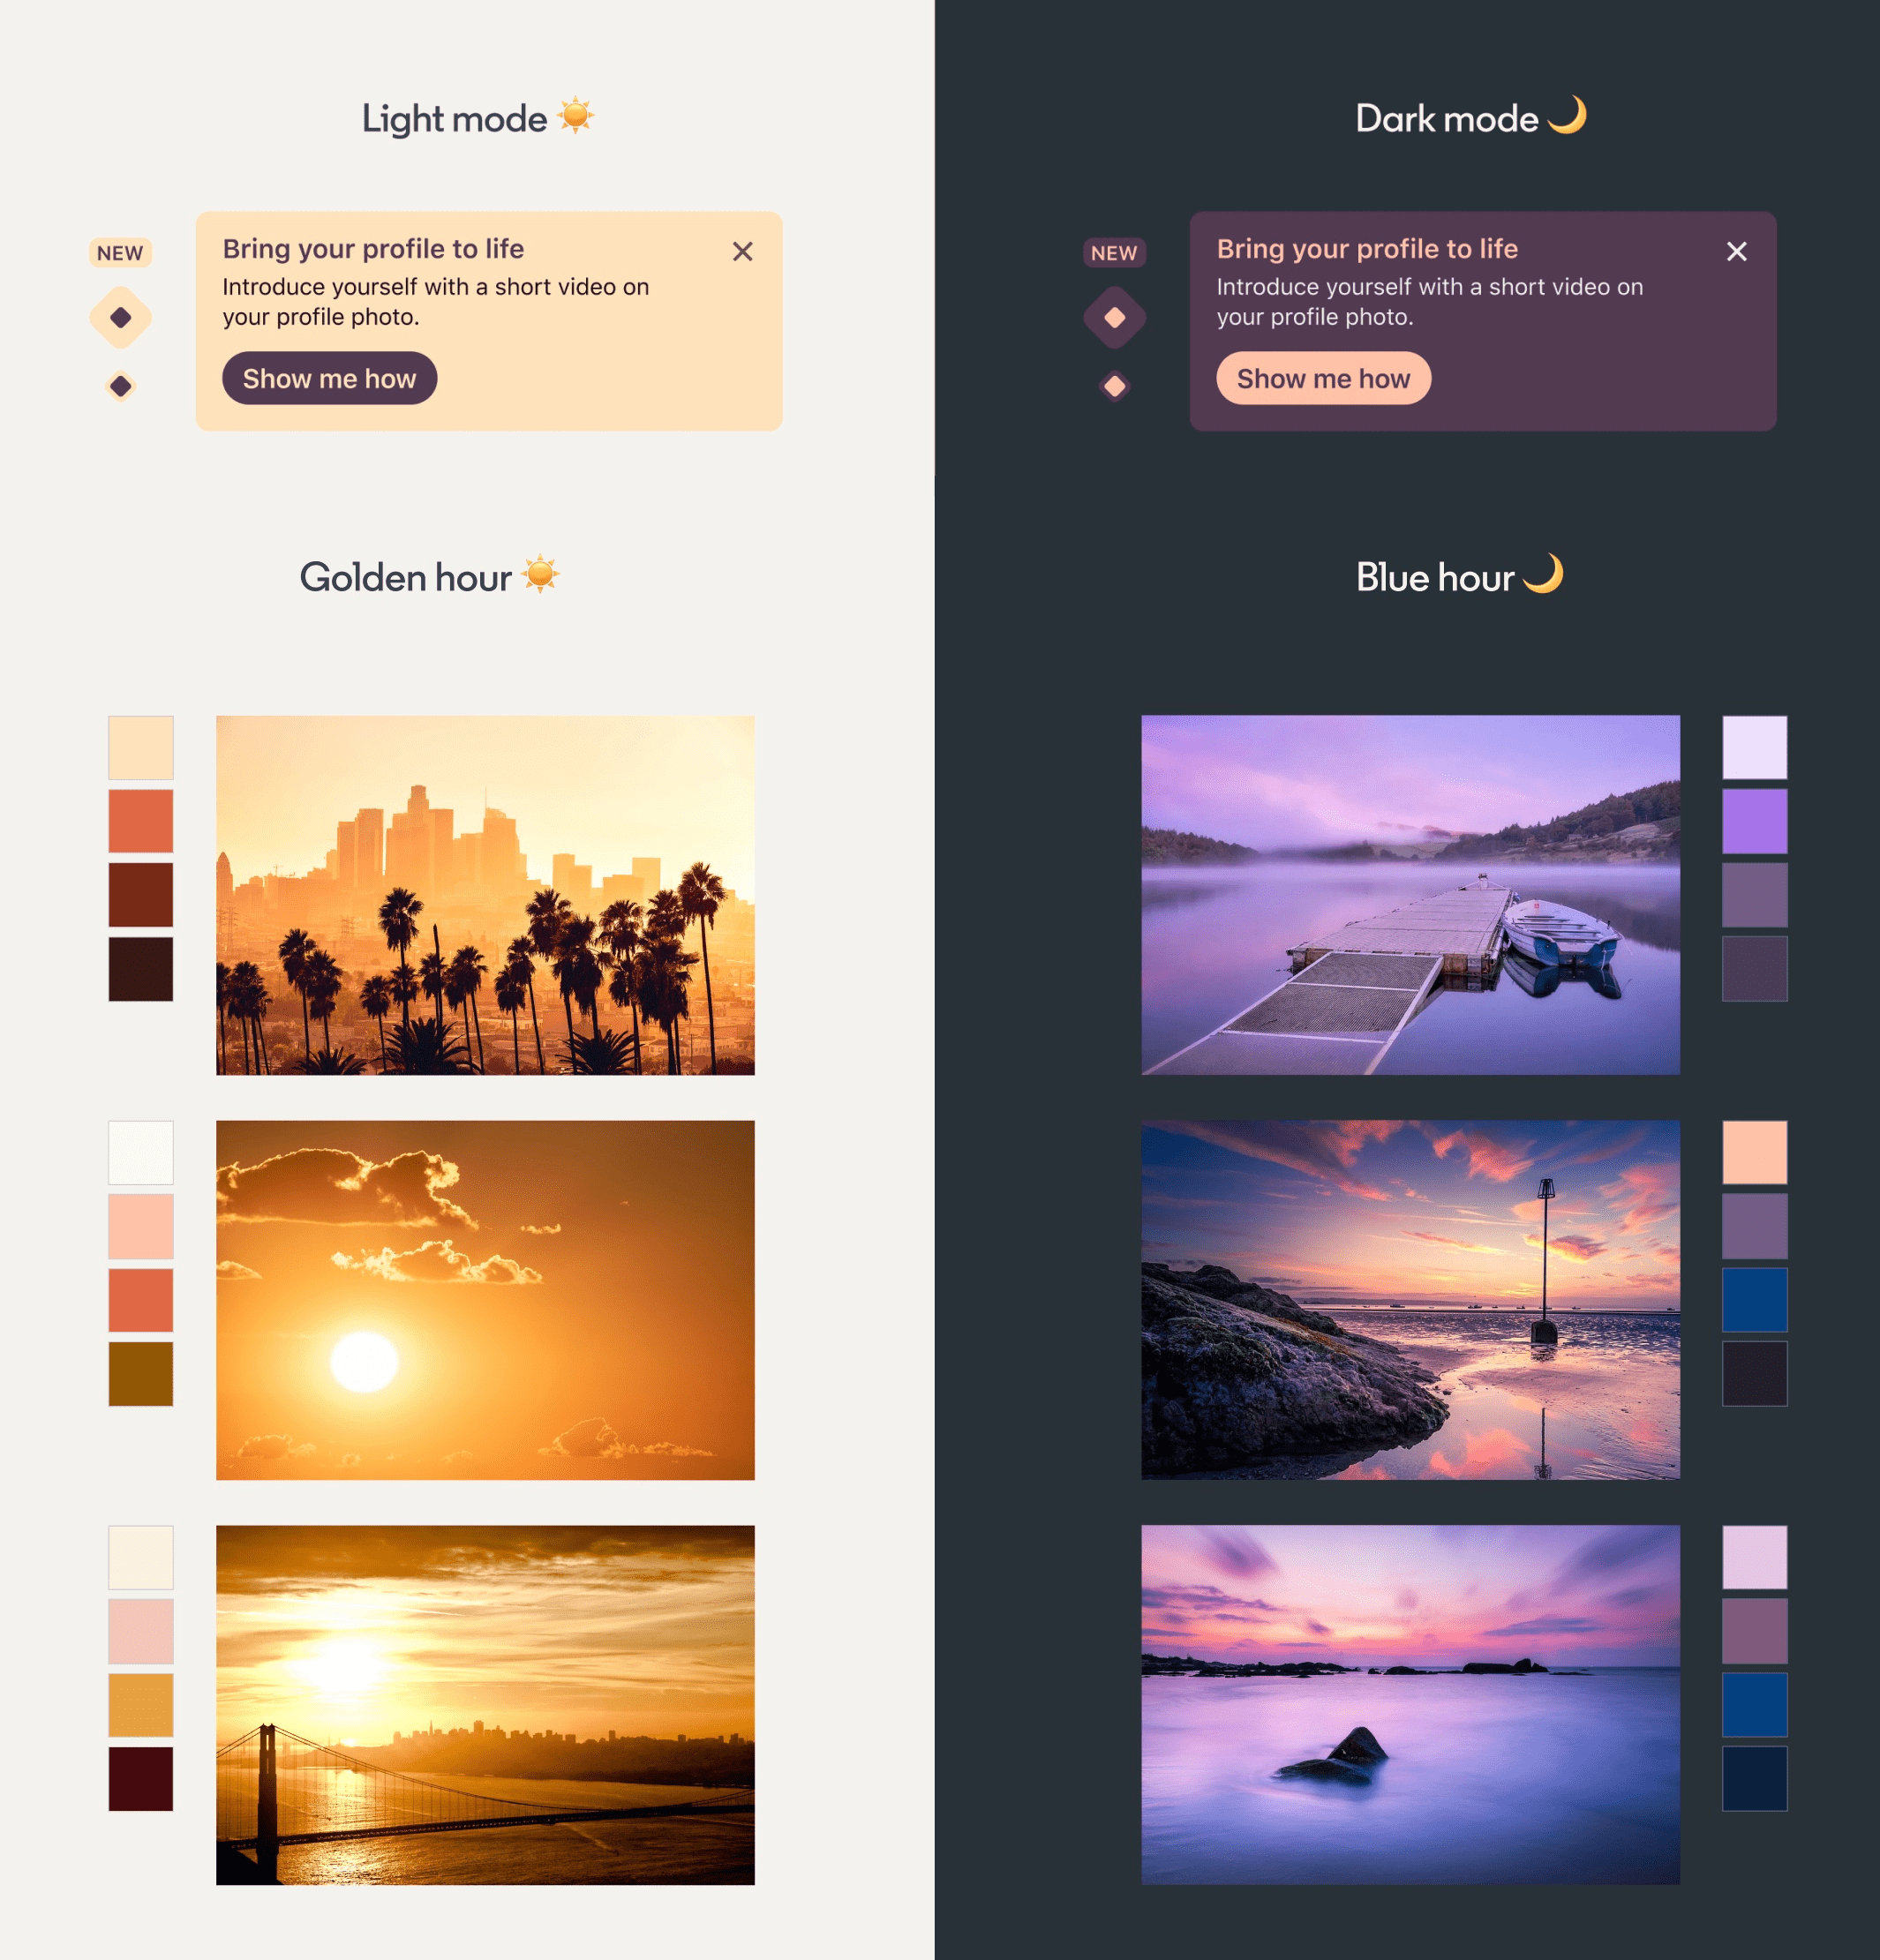 Light mode ☀️
NEW
Bring your profile to life
Introduce yourself with a short video on
your profile photo.
Show me how
Golden hour ☀️
Dark mode 🌙
NEW
Bring your profile to life
Introduce yourself with a short video on
your profile photo.
Show me how
Blue hour 🌙